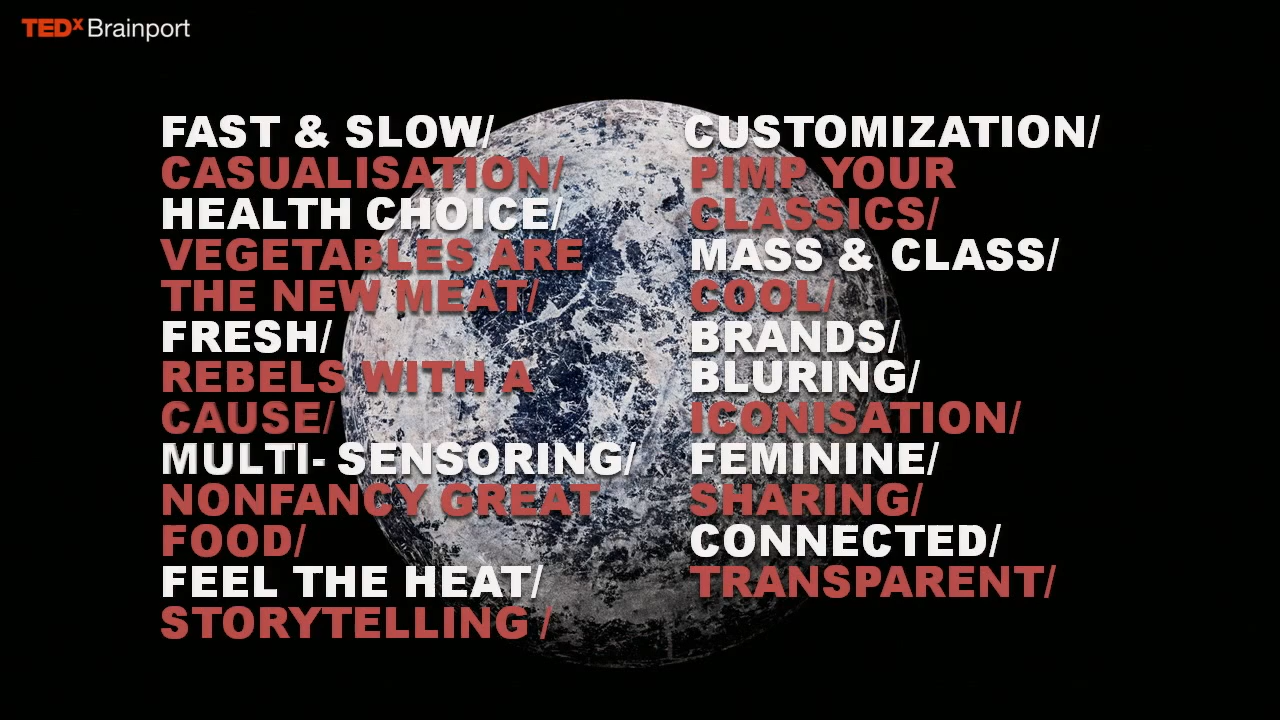 TEDx Brainport
FAST & SLOW/
CASUALISATION/
HEALTH CHOICE/
VEGETABLES ARE
THE NEW MEAT/
FRESH/
REBELS WITH A
CAUSE/
MULTI- SENSORING/
NONFANCY GREAT
FOOD/
FEEL THE HEAT/
STORYTELLING /
CUSTOMIZATION/
PIMP YOUR
CLASSICS/
MASS & CLASS/
COOL/
BRANDS/
BLURING/
ICONISATION/
FEMININE/
SHARING/
CONNECTED/
TRANSPARENT/